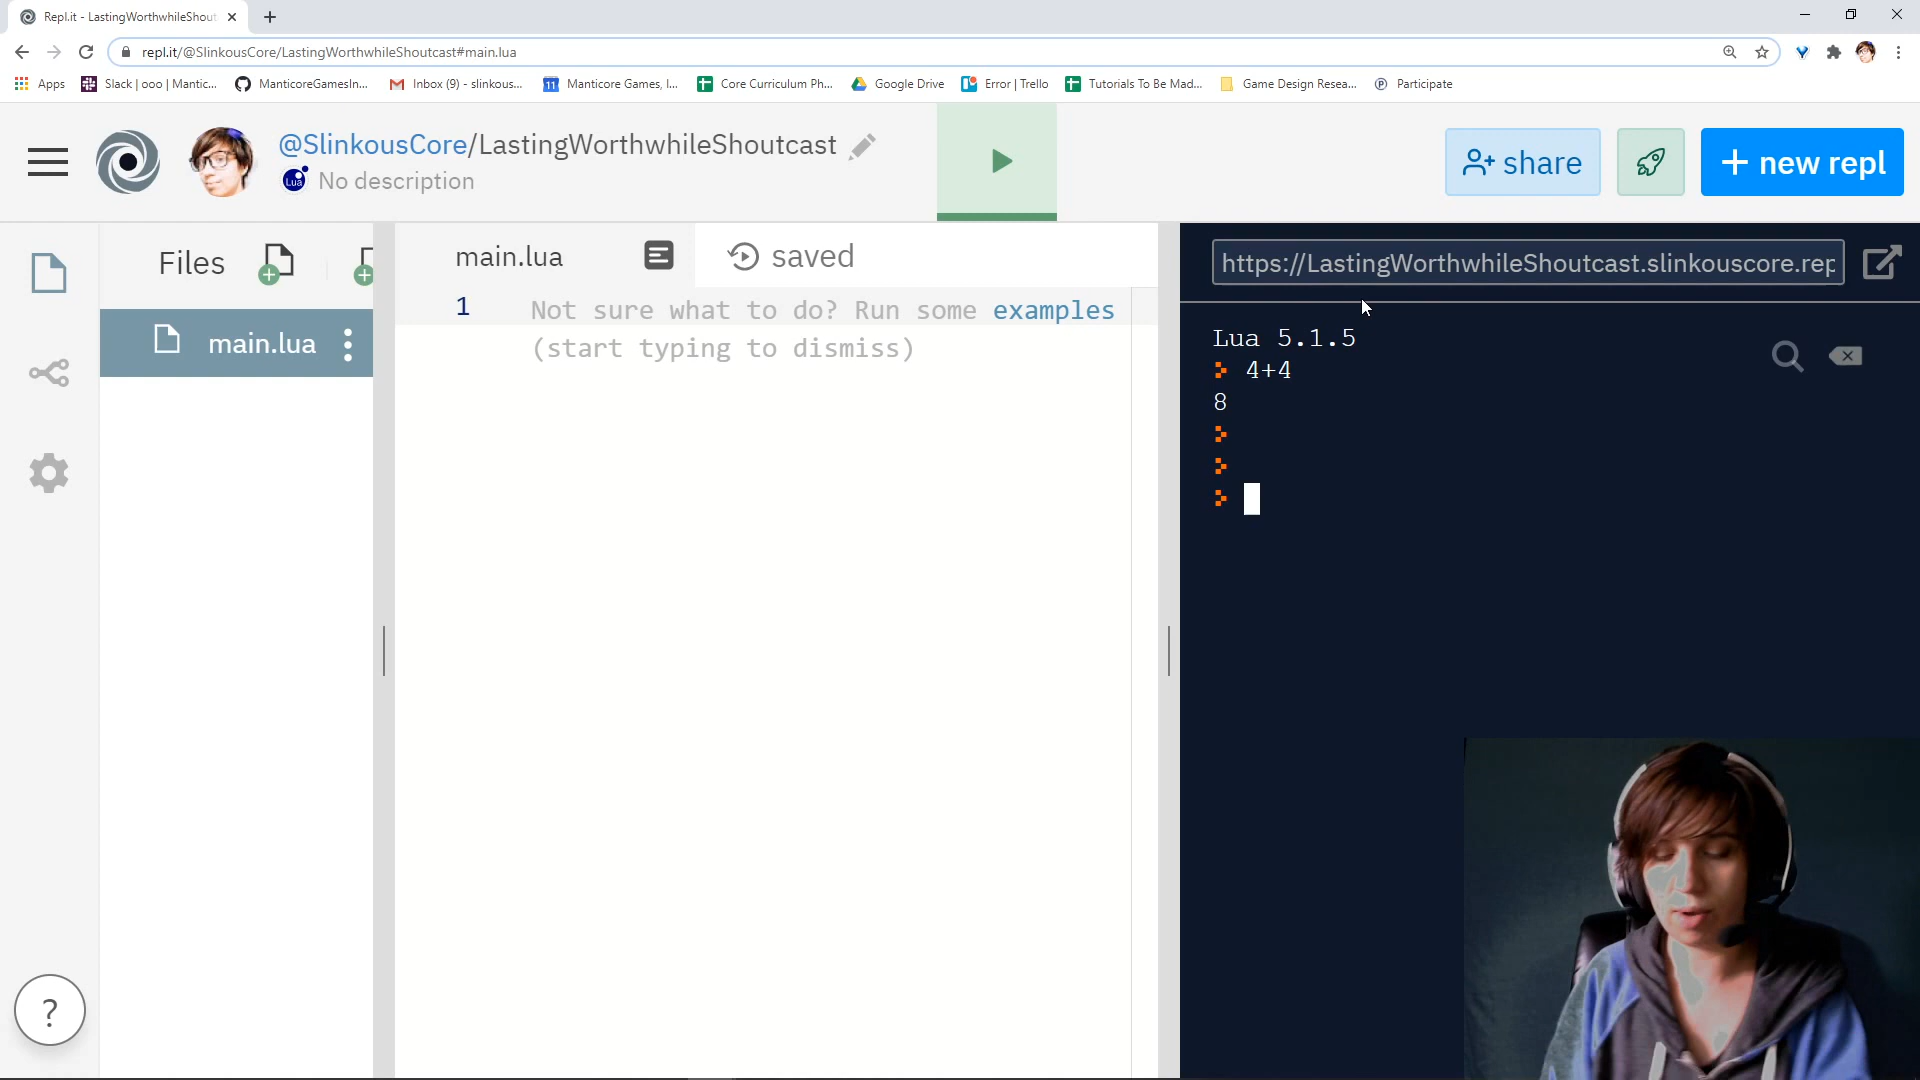 Repl.it - LastingWorthwhileShout
repl.it/@SlinkousCore/LastingWorthwhileShoutcast#main.lua
Apps
Slack | ooo | Mantic...
ManticoreGamesIn...
Inbox (9) - slinkous...
11
Manticore Games, I...
Core Curriculum Ph...
Google Drive
Error | Trello
Tutorials To Be Mad...
Game Design Resea...
Participate
@SlinkousCore/LastingWorthwhileShoutcast
Lua
No description
share
+ new repl
Files
main.lua
main.lua
saved
1
Not sure what to do? Run some examples
(start typing to dismiss)
https://LastingWorthwhileShoutcast.slinkouscore.rep
Lua 5.1.5
> 4+4
8
>
>
>
?